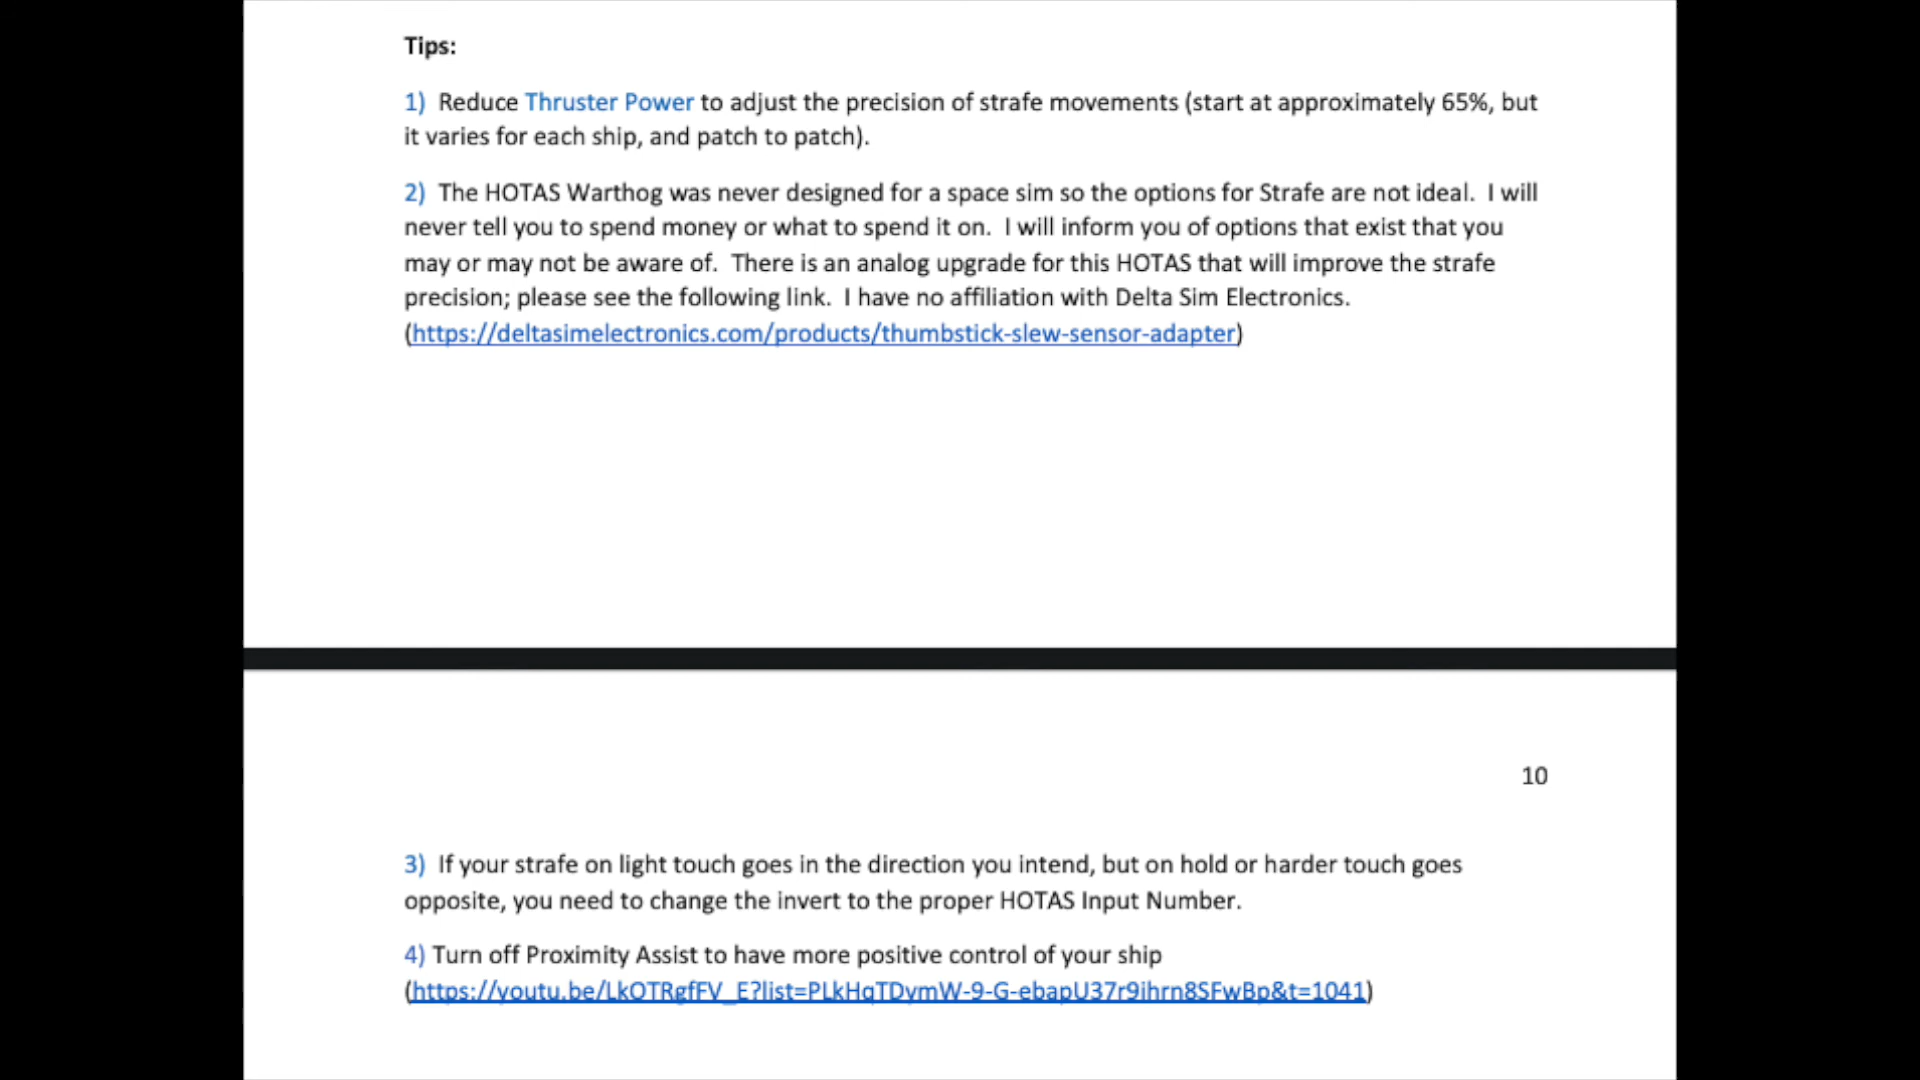 Tips:
1) Reduce Thruster Power to adjust the precision of strafe movements (start at approximately 65%, but
it varies for each ship, and patch to patch).
2) The HOTAS Warthog was never designed for a space sim so the options for Strafe are not ideal. I will
never tell you to spend money or what to spend it on. I will inform you of options that exist that you
may or may not be aware of. There is an analog upgrade for this HOTAS that will improve the strafe
precision; please see the following link. I have no affiliation with Delta Sim Electronics.
(https://deltasimelectronics.com/products/thumbstick-slew-sensor-adapter)
10
3) If your strafe on light touch goes in the direction you intend, but on hold or harder touch goes
opposite, you need to change the invert to the proper HOTAS Input Number.
4) Turn off Proximity Assist to have more positive control of your ship
(https://youtu.be/LkOTRgfFV_E?list=PLkHqTDymW-9-G-ebapU37r9ihrn8SFwBp&t=1041)